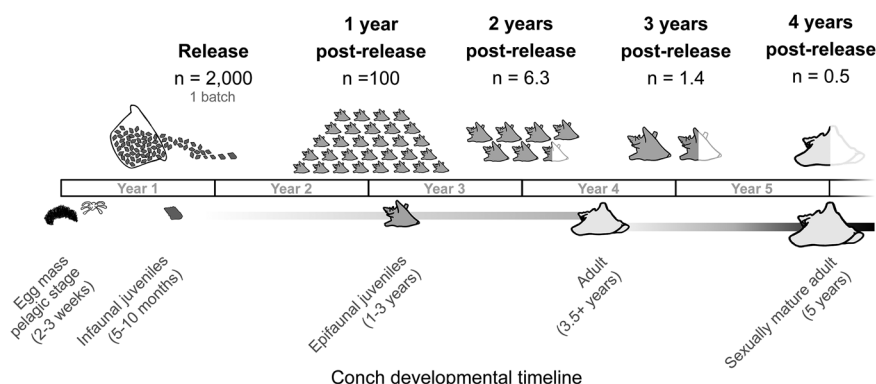 Release
n = 2,000
1 batch
1 year
post-release
n =100
2 years
post-release
n = 6.3
3 years
post-release
n = 1.4
4 years
post-release
n = 0.5
Year 1
Year 2
Year 3
Year 4
Year 5
Egg mass
pelagic stage
(2-3 weeks)
Infaunal juveniles
(5-10 months)
Epifaunal juveniles
(1-3 years)
Adult
(3.5+ years)
Sexually mature adult
(5 years)
Conch developmental timeline